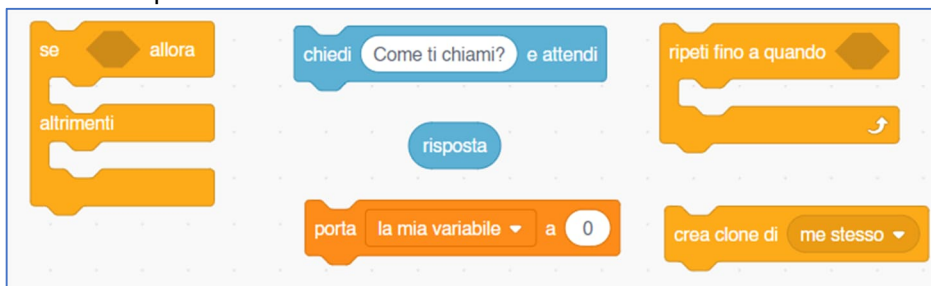 se allora
altrimenti
chiedi Come ti chiami? e attendi
risposta
porta la mia variabile a 0
ripeti fino a quando
crea clone di me stesso